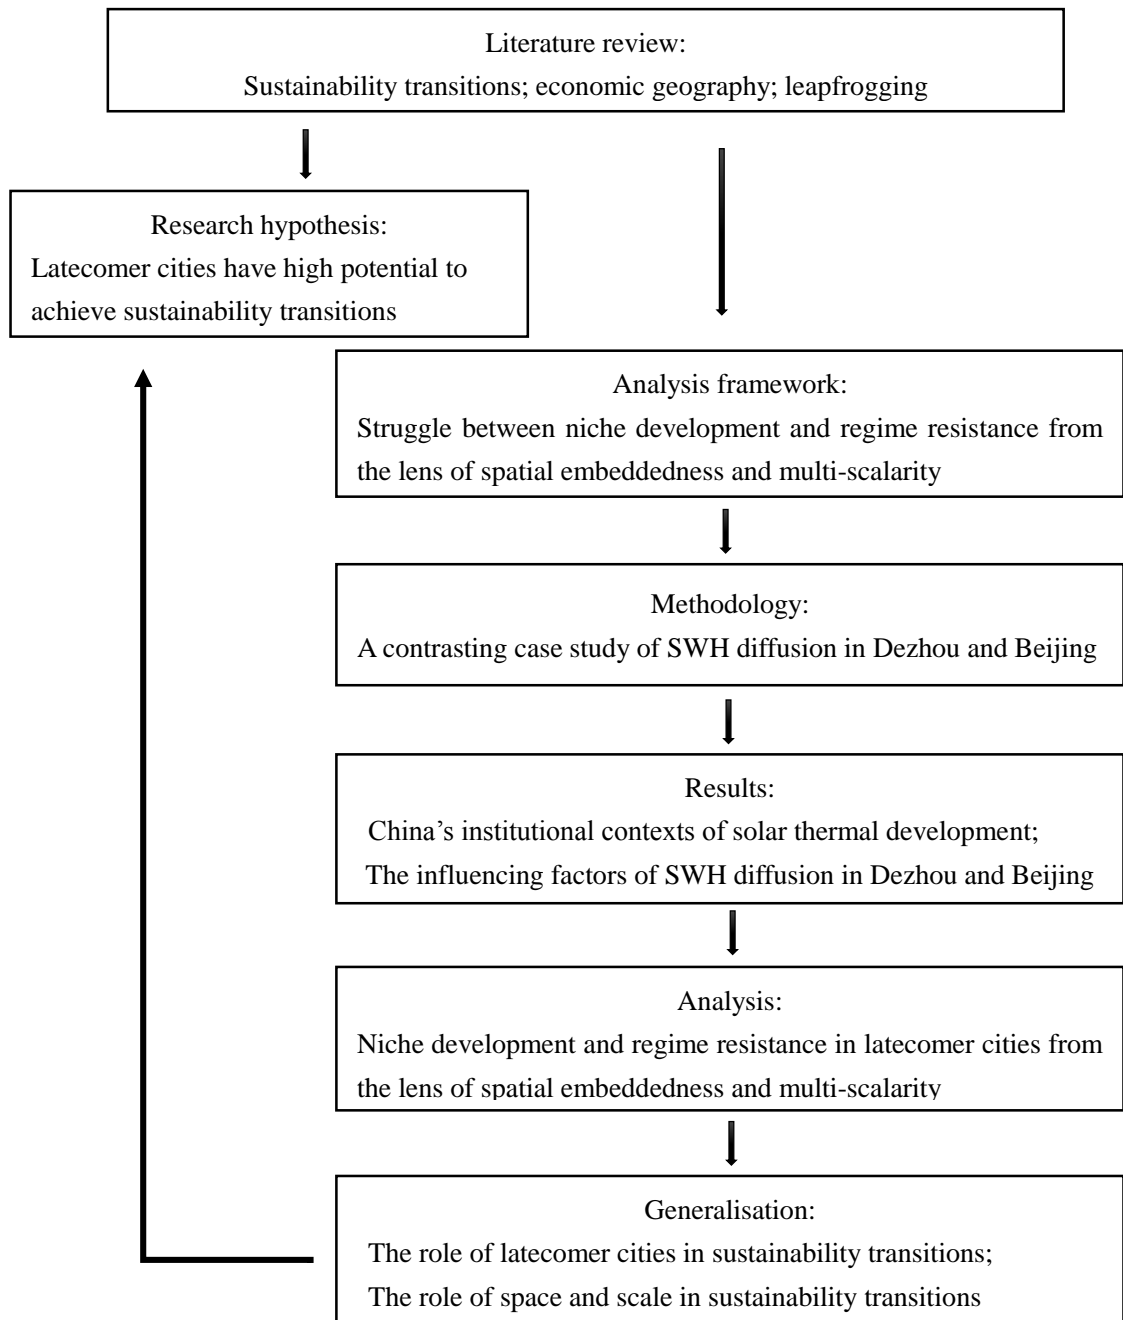 Literature review:
Sustainability transitions; economic geography; leapfrogging
Research hypothesis:
Latecomer cities have high potential to
achieve sustainability transitions
Analysis framework:
Struggle between niche development and regime resistance from
the lens of spatial embeddedness and multi-scalarity
Methodology:
A contrasting case study of SWH diffusion in Dezhou and Beijing
Results:
China’s institutional contexts of solar thermal development;
The influencing factors of SWH diffusion in Dezhou and Beijing
Analysis:
Niche development and regime resistance in latecomer cities from
the lens of spatial embeddedness and multi-scalarity
Generalisation:
The role of latecomer cities in sustainability transitions;
The role of space and scale in sustainability transitions